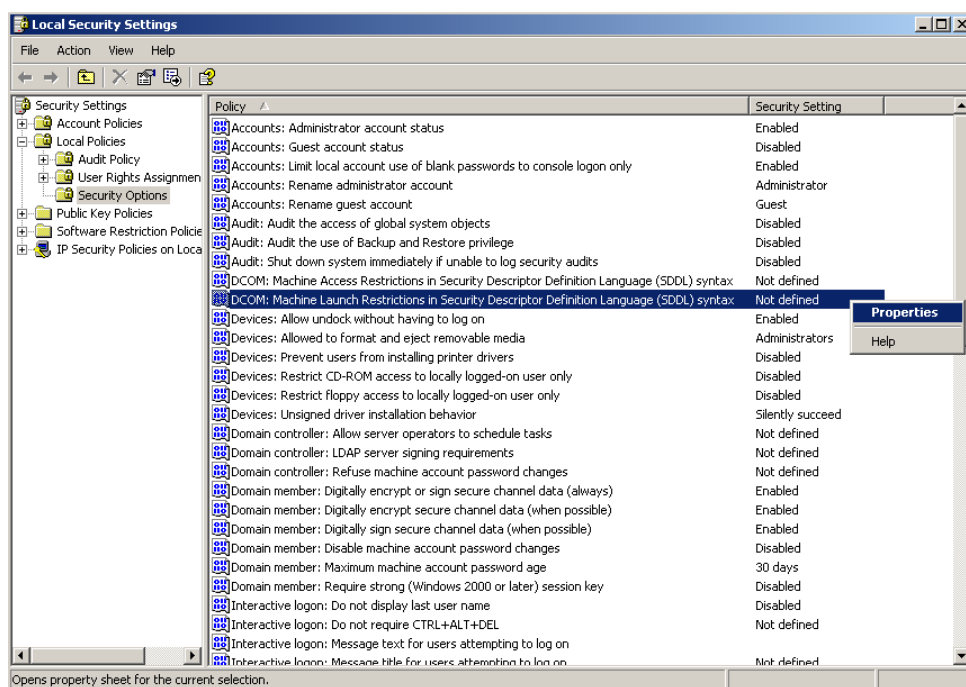 Local Security Settings
File Action View Help
Security Settings
Account Policies
Local Policies
Audit Policy
User Rights Assignmen
Security Options
Public Key Policies
Software Restriction Policie
IP Security Policies on Loca
Policy Security Setting
Accounts: Administrator account status Enabled
Accounts: Guest account status Disabled
Accounts: Limit local account use of blank passwords to console logon only Enabled
Accounts: Rename administrator account Administrator
Accounts: Rename guest account Guest
Audit: Audit the access of global system objects Disabled
Audit: Audit the use of Backup and Restore privilege Disabled
Audit: Shut down system immediately if unable to log security audits Disabled
DCOM: Machine Access Restrictions in Security Descriptor Definition Language (SDDL) syntax Not defined
DCOM: Machine Launch Restrictions in Security Descriptor Definition Language (SDDL) syntax Not defined
Devices: Allow undock without having to log on Enabled
Devices: Allowed to format and eject removable media Administrators
Devices: Prevent users from installing printer drivers Disabled
Devices: Restrict CD-ROM access to locally logged-on user only Disabled
Devices: Restrict floppy access to locally logged-on user only Disabled
Devices: Unsigned driver installation behavior Silently succeed
Domain controller: Allow server operators to schedule tasks Not defined
Domain controller: LDAP server signing requirements Not defined
Domain controller: Refuse machine account password changes Not defined
Domain member: Digitally encrypt or sign secure channel data (always) Enabled
Domain member: Digitally encrypt secure channel data (when possible) Enabled
Domain member: Digitally sign secure channel data (when possible) Enabled
Domain member: Disable machine account password changes Disabled
Domain member: Maximum machine account password age 30 days
Domain member: Require strong (Windows 2000 or later) session key Disabled
Interactive logon: Do not display last user name Disabled
Interactive logon: Do not require CTRL+ALT+DEL Not defined
Interactive logon: Message text for users attempting to log on
Interactive logon: Message title for users attempting to log on Not defined
Properties
Help
Opens property sheet for the current selection.